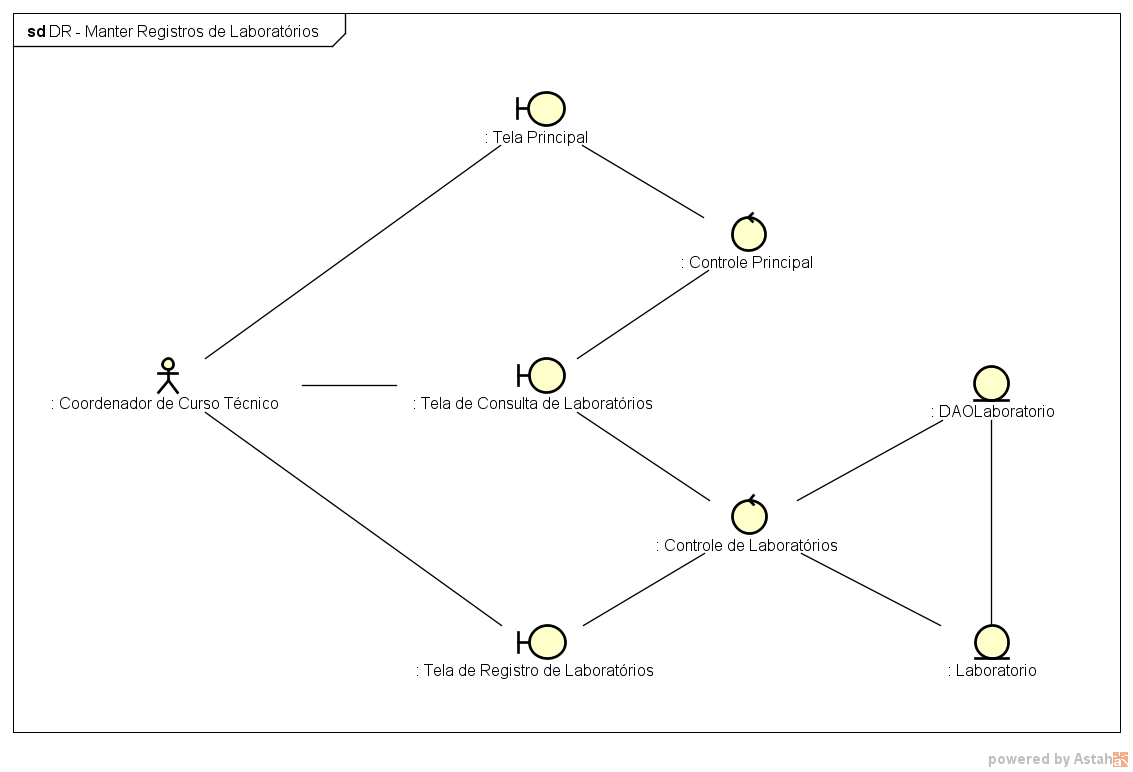 sd DR - Manter Registros de Laboratórios
: Tela Principal
: Controle Principal
: Coordenador de Curso Técnico
: Tela de Consulta de Laboratórios
: DAOLaboratorio
: Controle de Laboratórios
: Tela de Registro de Laboratórios
: Laboratorio
powered by Astah